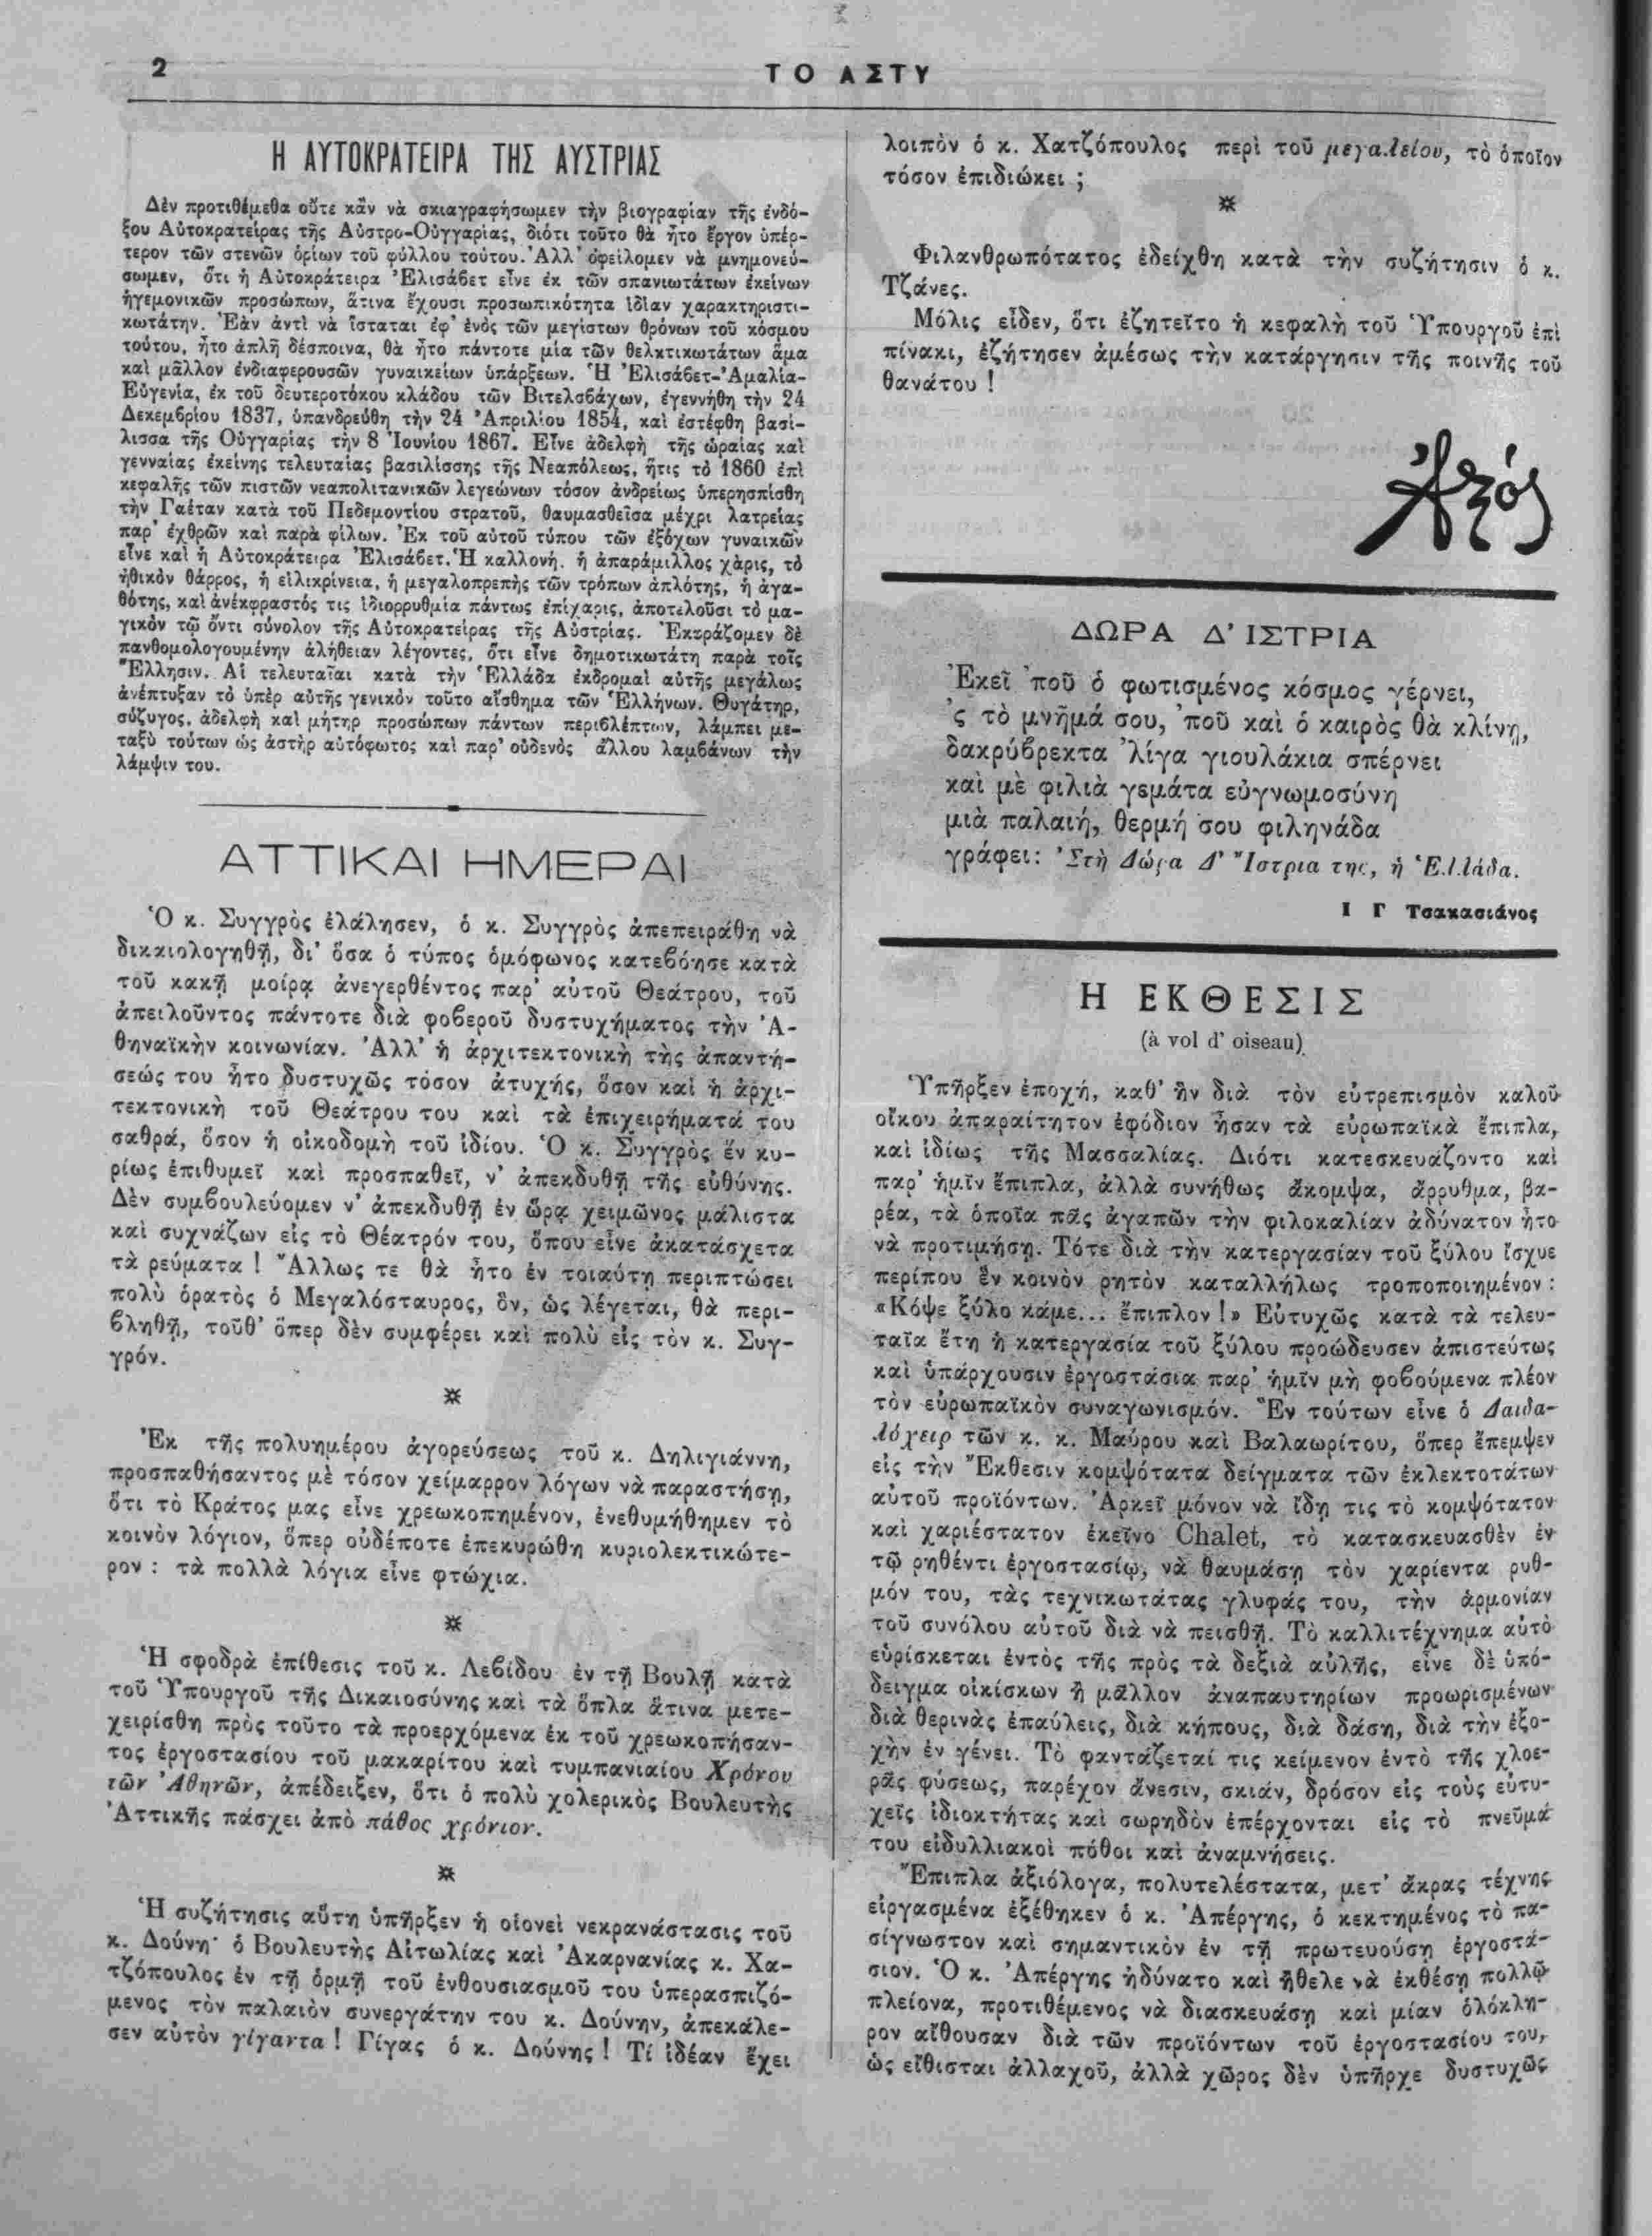 2
ΤΟ ΑΣΤΥ
Η ΑΥΤΟΚΡΑΤΕΙΡΑ ΤΗΣ ΑΥΣΤΡΙΑΣ
Δὲν προτιθέμεθα οὔτε κἂν νὰ σκιαγραφήσωμεν τὴν βιογραφίαν τῆς ἐνδό-
ξου Αὐτοκρατείρας τῆς Αὐστρο-Οὑγγαρίας, διότι τοῦτο θὰ ἦτο ἔργον ὑπέρ-
τερον τῶν στενῶν ὁρίων τοῦ φύλλου τούτου. Ἀλλ' ὀφείλομεν νὰ μνημονεύ-
σωμεν, ὅτι ἡ Αὐτοκράτειρα Ἐλισάβετ εἶνε ἐκ τῶν σπανιωτάτων ἐκείνων
ἡγεμονικῶν προσώπων, ἅτινα ἔχουσι προσωπικότητα ἰδίαν χαρακτηριστι-
κωτάτην. Ἐὰν ἀντὶ νὰ ἵσταται ἐφ' ἑνὸς τῶν μεγίστων θρόνων τοῦ κόσμου
τούτου, ἦτο ἁπλῆ δέσποινα, θὰ ἦτο πάντοτε μία τῶν θελκτικωτάτων ἅμα
καὶ μᾶλλον ἐνδιαφερουσῶν γυναικείων ὑπάρξεων. Ἡ Ἐλισάβετ-Ἀμαλία-
Εὐγενία, ἐκ τοῦ δευτεροτόκου κλάδου τῶν Βιτελσβάχων, ἐγεννήθη τὴν 24
Δεκεμβρίου 1837, ὑπανδρεύθη τὴν 24 Ἀπριλίου 1854, καὶ ἐστέφθη βασί-
λισσα τῆς Οὑγγαρίας τὴν 8 Ἰουνίου 1867. Εἶνε ἀδελφὴ τῆς ὡραίας καὶ
γενναίας ἐκείνης τελευταίας βασιλίσσης τῆς Νεαπόλεως, ἥτις τὸ 1860 ἐπὶ
κεφαλῆς τῶν πιστῶν νεαπολιτανικῶν λεγεώνων τόσον ἀνδρείως ὑπερησπίσθη
τὴν Γαέταν κατὰ τοῦ Πεδεμοντίου στρατοῦ, θαυμασθεῖσα μέχρι λατρείας
παρ' ἐχθρῶν καὶ παρὰ φίλων. Ἐκ τοῦ αὐτοῦ τύπου τῶν ἐξόχων γυναικῶν
εἶνε καὶ ἡ Αὐτοκράτειρα Ἐλισάβετ. Ἡ καλλονή, ἡ ἀπαράμιλλος χάρις, τὸ
ἠθικὸν θάρρος, ἡ εἰλικρίνεια, ἡ μεγαλοπρεπὴς τῶν τρόπων ἁπλότης, ἡ ἀγα-
θότης, καὶ ἀνέκφραστός τις ἰδιορρυθμία πάντως ἐπίχαρις, ἀποτελοῦσι τὸ μα-
γικὸν τῷ ὄντι σύνολον τῆς Αὐτοκρατείρας τῆς Αὐστρίας. Ἐκφράζομεν δὲ
πανθομολογουμένην ἀλήθειαν λέγοντες, ὅτι εἶνε δημοτικωτάτη παρὰ τοῖς
Ἕλλησιν. Αἱ τελευταῖαι κατὰ τὴν Ἑλλάδα ἐκδρομαὶ αὐτῆς μεγάλως
ἀνέπτυξαν τὸ ὑπὲρ αὐτῆς γενικὸν τοῦτο αἴσθημα τῶν Ἑλλήνων. Θυγάτηρ,
σύζυγος, ἀδελφὴ καὶ μήτηρ προσώπων πάντων περιβλέπτων, λάμπει με-
ταξὺ τούτων ὡς ἀστὴρ αὐτόφωτος καὶ παρ' οὐδενὸς ἄλλου λαμβάνων τὴν
λάμψιν του.
ΑΤΤΙΚΑΙ ΗΜΕΡΑΙ
Ὁ κ. Συγγρὸς ἐλάλησεν, ὁ κ. Συγγρὸς ἀπεπειράθη νὰ
δικαιολογηθῇ, δι' ὅσα ὁ τύπος ὁμόφωνος κατεβόησε κατὰ
τοῦ κακῇ μοίρᾳ ἀνεγερθέντος παρ' αὐτοῦ Θεάτρου, τοῦ
ἀπειλοῦντος πάντοτε διὰ φοβεροῦ δυστυχήματος τὴν Ἀ-
θηναϊκὴν κοινωνίαν. Ἀλλ' ἡ ἀρχιτεκτονικὴ τῆς ἀπαντή-
σεώς του ἦτο δυστυχῶς τόσον ἀτυχής, ὅσον καὶ ἡ ἀρχι-
τεκτονικὴ τοῦ Θεάτρου του καὶ τὰ ἐπιχειρήματά του
σαθρά, ὅσον ἡ οἰκοδομὴ τοῦ ἰδίου. Ὁ κ. Συγγρὸς ἓν κυ-
ρίως ἐπιθυμεῖ καὶ προσπαθεῖ, ν' ἀπεκδυθῇ τῆς εὐθύνης.
Δὲν συμβουλεύομεν ν' ἀπεκδυθῇ ἐν ὥρᾳ χειμῶνος μάλιστα
καὶ συχνάζων εἰς τὸ Θέατρόν του, ὅπου εἶνε ἀκατάσχετα
τὰ ρεύματα! Ἄλλως τε θὰ ἦτο ἐν τοιαύτῃ περιπτώσει
πολὺ ὁρατὸς ὁ Μεγαλόσταυρος, ὅν, ὡς λέγεται, θὰ περι-
βληθῇ, τοῦθ' ὅπερ δὲν συμφέρει καὶ πολὺ εἰς τὸν κ. Συγ-
γρόν.
Ἐκ τῆς πολυημέρου ἀγορεύσεως τοῦ κ. Δηλιγιάννη,
προσπαθήσαντος μὲ τόσον χείμαρρον λόγων νὰ παραστήσῃ,
ὅτι τὸ Κράτος μας εἶνε χρεωκοπημένον, ἐνεθυμήθημεν τὸ
κοινὸν λόγιον, ὅπερ οὐδέποτε ἐπεκυρώθη κυριολεκτικώτε-
ρον : τὰ πολλὰ λόγια εἶνε φτώχια.
Ἡ σφοδρὰ ἐπίθεσις τοῦ κ. Λεβίδου ἐν τῇ Βουλῇ κατὰ
τοῦ Ὑπουργοῦ τῆς Δικαιοσύνης καὶ τὰ ὅπλα ἅτινα μετε-
χειρίσθη πρὸς τοῦτο τὰ προερχόμενα ἐκ τοῦ χρεωκοπήσαν-
τος ἐργοστασίου τοῦ μακαρίτου καὶ τυμπανιαίου Χρόνου
τῶν Ἀθηνῶν, ἀπέδειξεν, ὅτι ὁ πολὺ χολερικὸς Βουλευτὴς
Ἀττικῆς πάσχει ἀπὸ πάθος χρόνιον.
Ἡ συζήτησις αὕτη ὑπῆρξεν ἡ οἱονεὶ νεκρανάστασις τοῦ
κ. Δούνη· ὁ Βουλευτὴς Αἰτωλίας καὶ Ἀκαρνανίας κ. Χα-
τζόπουλος ἐν τῇ ὁρμῇ τοῦ ἐνθουσιασμοῦ του ὑπερασπιζό-
μενος τὸν παλαιὸν συνεργάτην του κ. Δούνην, ἀπεκάλε-
σεν αὐτὸν γίγαντα! Γίγας ὁ κ. Δούνης! Τί ἰδέαν ἔχει
λοιπὸν ὁ κ. Χατζόπουλος περὶ τοῦ μεγαλείου, τὸ ὁποῖον
τόσον ἐπιδιώκει ;
Φιλανθρωπότατος ἐδείχθη κατὰ τὴν συζήτησιν ὁ κ.
Τζάνες.
Μόλις εἶδεν, ὅτι ἐζητεῖτο ἡ κεφαλὴ τοῦ Ὑπουργοῦ ἐπὶ
πίνακι, ἐζήτησεν ἀμέσως τὴν κατάργησιν τῆς ποινῆς τοῦ
θανάτου !
ΔΩΡΑ Δ' ΙΣΤΡΙΑ
Ἐκεῖ 'ποῦ ὁ φωτισμένος κόσμος γέρνει,
'ς τὸ μνῆμά σου, 'ποῦ καὶ ὁ καιρὸς θὰ κλίνῃ,
δακρύβρεκτα 'λίγα γιουλάκια σπέρνει
καὶ μὲ φιλιὰ γεμάτα εὐγνωμοσύνη
μιὰ παλαιή, θερμή σου φιληνάδα
γράφει: 'Στὴ Δώρα Δ' Ἴστρια της, ἡ Ἑλλάδα.
Ι Γ Τσακασιάνος
Η ΕΚΘΕΣΙΣ
(à vol d' oiseau)
Ὑπῆρξεν ἐποχή, καθ' ἣν διὰ τὸν εὐτρεπισμὸν καλοῦ
οἴκου ἀπαραίτητον ἐφόδιον ἦσαν τὰ εὐρωπαϊκὰ ἔπιπλα,
καὶ ἰδίως τῆς Μασσαλίας. Διότι κατεσκευάζοντο καὶ
παρ' ἡμῖν ἔπιπλα, ἀλλὰ συνήθως ἄκομψα, ἄρρυθμα, βα-
ρέα, τὰ ὁποῖα πᾶς ἀγαπῶν τὴν φιλοκαλίαν ἀδύνατον ἦτο
νὰ προτιμήσῃ. Τότε διὰ τὴν κατεργασίαν τοῦ ξύλου ἴσχυε
περίπου ἓν κοινὸν ρητὸν καταλλήλως τροποποιημένον :
«Κόψε ξύλο κάμε... ἔπιπλον!» Εὐτυχῶς κατὰ τὰ τελευ-
ταῖα ἔτη ἡ κατεργασία τοῦ ξύλου προώδευσεν ἀπιστεύτως
καὶ ὑπάρχουσιν ἐργοστάσια παρ' ἡμῖν μὴ φοβούμενα πλέον
τὸν εὐρωπαϊκὸν συναγωνισμόν. Ἓν τούτων εἶνε ὁ Δαιδα-
λόχειρ τῶν κ. κ. Μαύρου καὶ Βαλαωρίτου, ὅπερ ἔπεμψεν
εἰς τὴν Ἔκθεσιν κομψότατα δείγματα τῶν ἐκλεκτοτάτων
αὐτοῦ προϊόντων. Ἀρκεῖ μόνον νὰ ἴδῃ τις τὸ κομψότατον
καὶ χαριέστατον ἐκεῖνο Chalet, τὸ κατασκευασθὲν ἐν
τῷ ρηθέντι ἐργοστασίῳ, νὰ θαυμάσῃ τὸν χαρίεντα ρυθ-
μόν του, τὰς τεχνικωτάτας γλυφάς του, τὴν ἁρμονίαν
τοῦ συνόλου αὐτοῦ διὰ νὰ πεισθῇ. Τὸ καλλιτέχνημα αὐτὸ
εὑρίσκεται ἐντὸς τῆς πρὸς τὰ δεξιὰ αὐλῆς, εἶνε δὲ ὑπό-
δειγμα οἰκίσκων ἢ μᾶλλον ἀναπαυτηρίων προωρισμένων
διὰ θερινὰς ἐπαύλεις, διὰ κήπους, διὰ δάση, διὰ τὴν ἐξο-
χὴν ἐν γένει. Τὸ φαντάζεταί τις κείμενον ἐντὸ τῆς χλοε-
ρᾶς φύσεως, παρέχον ἄνεσιν, σκιάν, δρόσον εἰς τοὺς εὐτυ-
χεῖς ἰδιοκτήτας καὶ σωρηδὸν ἐπέρχονται εἰς τὸ πνεῦμά
του εἰδυλλιακοὶ πόθοι καὶ ἀναμνήσεις.
Ἔπιπλα ἀξιόλογα, πολυτελέστατα, μετ' ἄκρας τέχνης
εἰργασμένα ἐξέθηκεν ὁ κ. Ἀπέργης, ὁ κεκτημένος τὸ πα-
σίγνωστον καὶ σημαντικὸν ἐν τῇ πρωτευούσῃ ἐργοστά-
σιον. Ὁ κ. Ἀπέργης ἠδύνατο καὶ ἤθελε νὰ ἐκθέσῃ πολλῷ
πλείονα, προτιθέμενος νὰ διασκευάσῃ καὶ μίαν ὁλόκλη-
ρον αἴθουσαν διὰ τῶν προϊόντων τοῦ ἐργοστασίου του,
ὡς εἴθισται ἀλλαχοῦ, ἀλλὰ χῶρος δὲν ὑπῆρχε δυστυχῶς